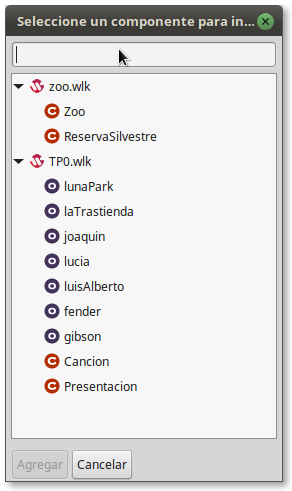 Seleccione un componente para in...
zoo.wlk
Zoo
ReservaSilvestre
TP0.wlk
lunaPark
laTrastienda
joaquin
lucia
luisAlberto
fender
gibson
Cancion
Presentacion
Agregar
Cancelar